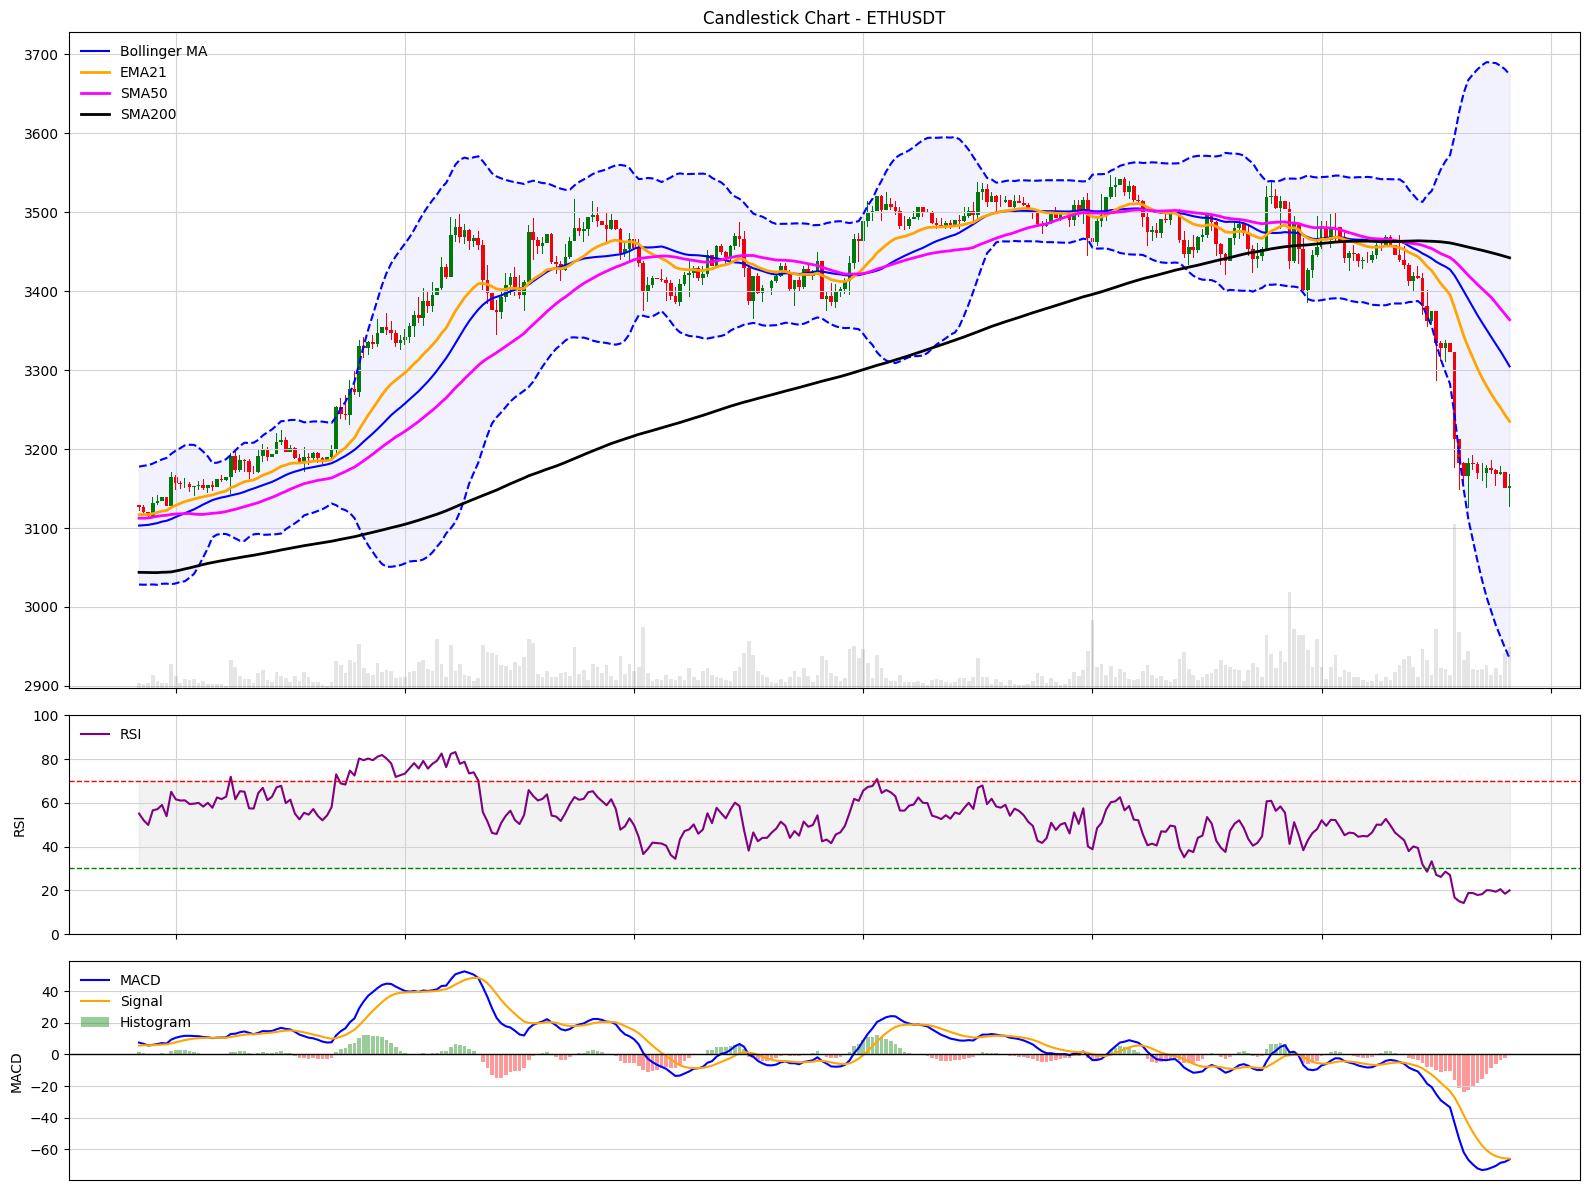 Candlestick Chart - ETHUSDT
Bollinger MA
EMA21
SMA50
SMA200
3700
3600
3500
3400
3300
3200
3100
3000
2900
RSI
RSI
100
80
60
40
20
0
MACD
Signal
Histogram
MACD
40
20
0
−20
−40
−60